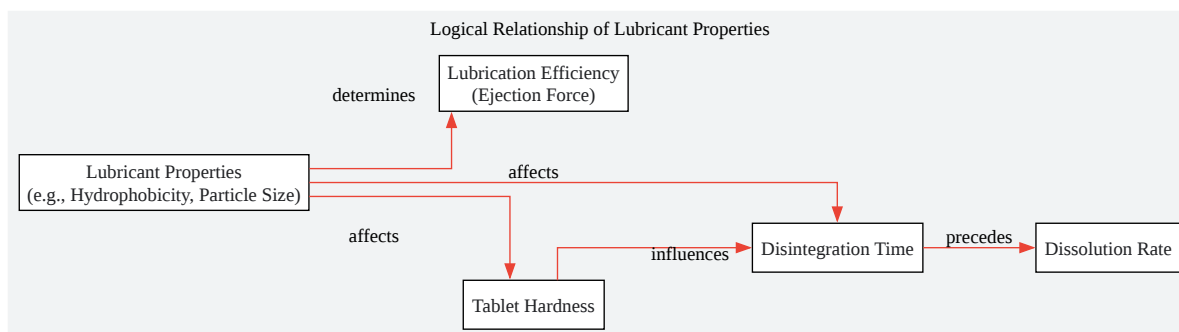 Logical Relationship of Lubricant Properties
Lubrication Efficiency
(Ejection Force)
determines
Lubricant Properties
(e.g., Hydrophobicity, Particle Size)
affects
affects
influences
Disintegration Time
precedes
Dissolution Rate
Tablet Hardness